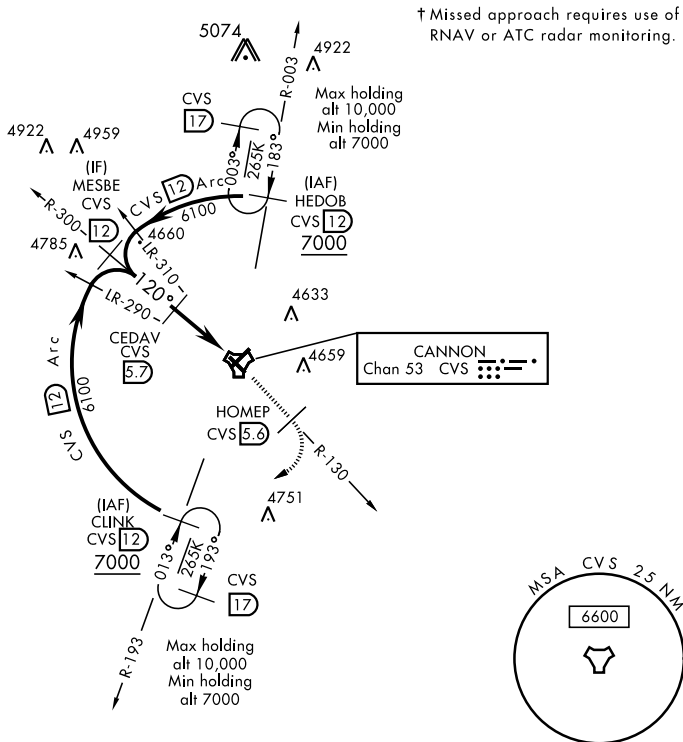 † Missed approach requires use of
RNAV or ATC radar monitoring.
5074
4922
R-003
CVS
17
Max holding
alt 10,000
Min holding
alt 7000
003°
265K
183°
4922
4959
(IF)
MESBE
CVS
12
CVS 12 Arc
6100
(IAF)
HEDOB
CVS 12
7000
R-300
4660
4785
LR-310
120°
LR-290
4633
CEDAV
CVS
5.7
4659
CANNON
Chan 53 CVS
CVS 12 Arc
6100
HOMEP
CVS 5.6
R-130
4751
(IAF)
CLINK
CVS 12
7000
013°
265K
193°
CVS
17
R-193
Max holding
alt 10,000
Min holding
alt 7000
MSA CVS 25 NM
6600